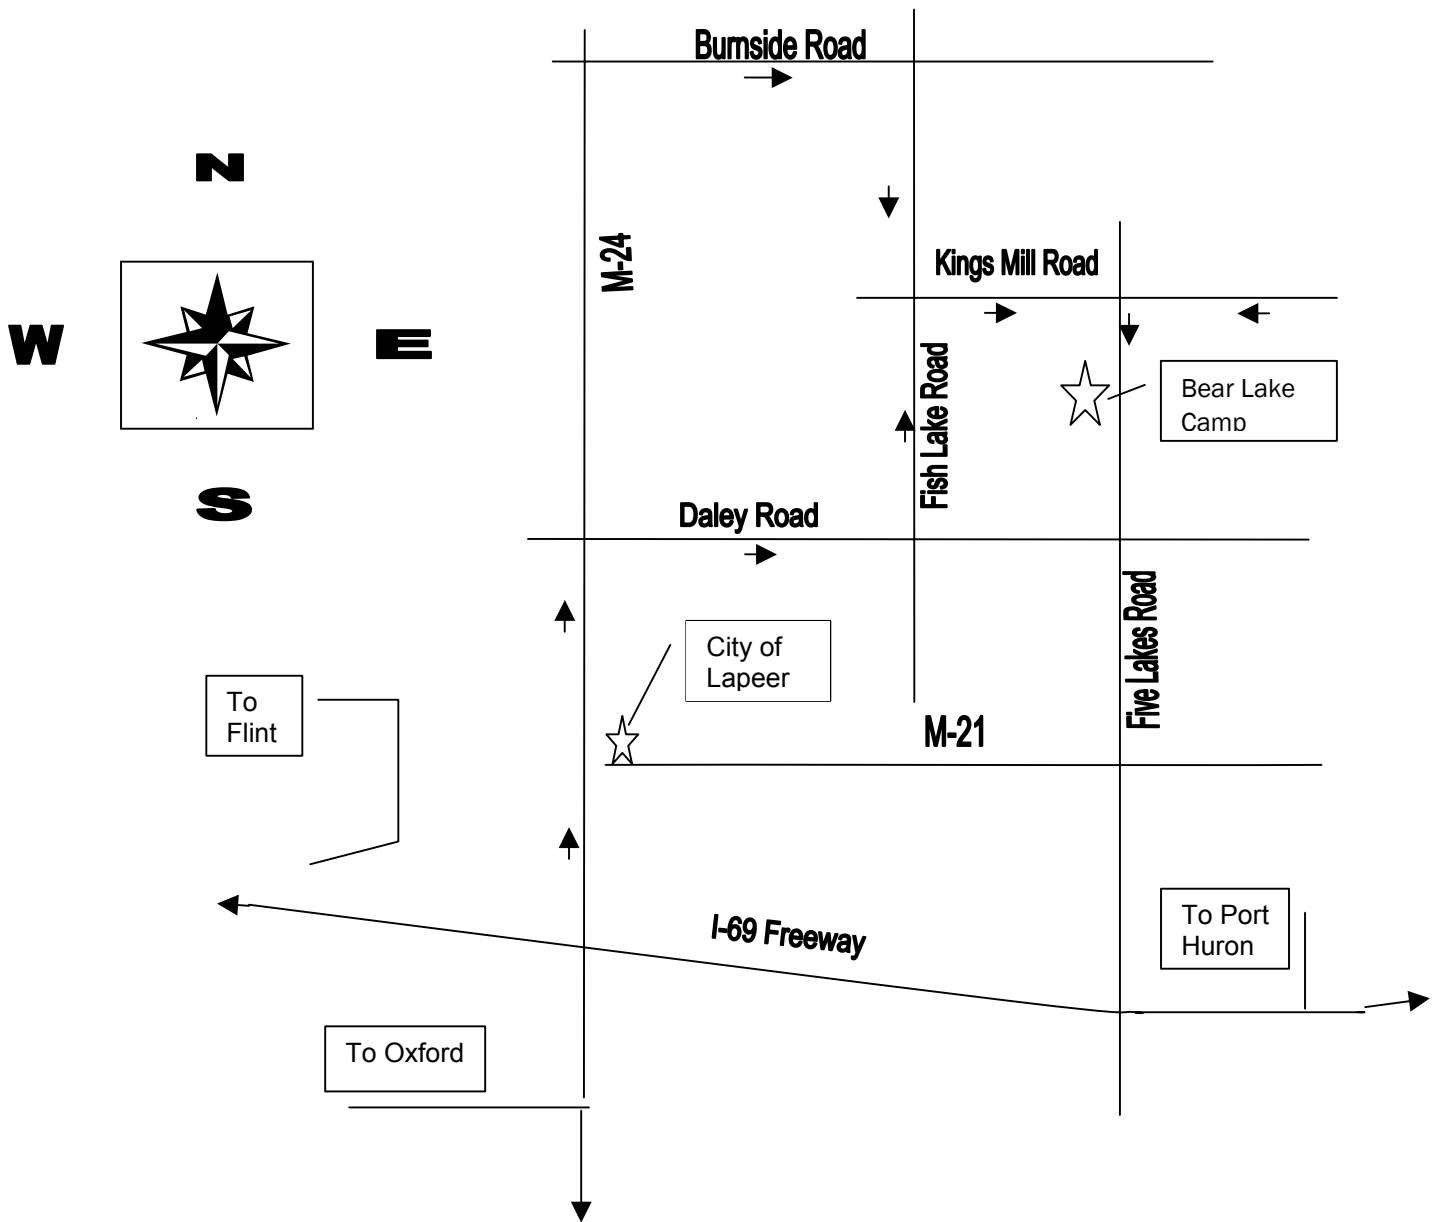 Burnside Road
N
M-24
Kings Mill Road
W
E
Fish Lake Road
Bear Lake
Camp
S
Daley Road
Five Lakes Road
City of
Lapeer
To
Flint
M-21
I-69 Freeway
To Port
Huron
To Oxford